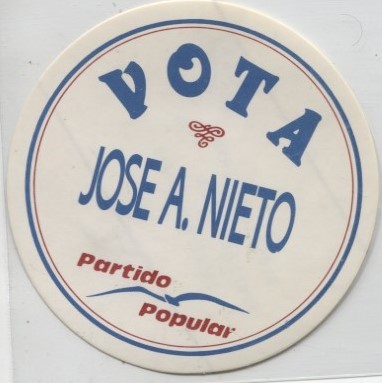 VOTA
JOSE A. NIETO
Partido
Popular